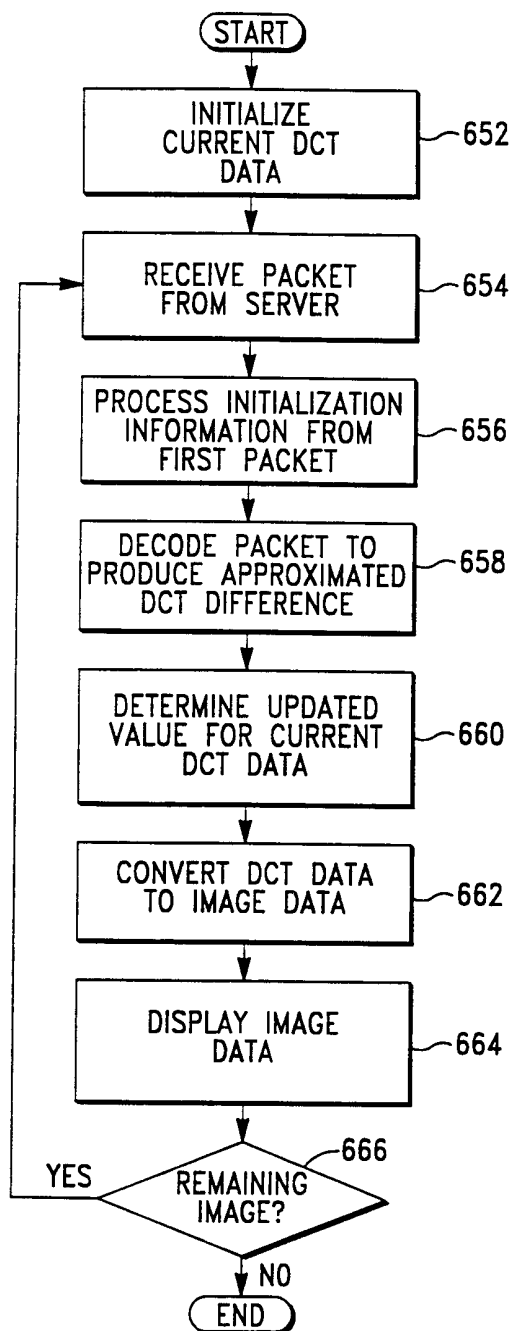 START
INITIALIZE
CURRENT DCT
DATA
652
RECEIVE PACKET
FROM SERVER
654
PROCESS INITIALIZATION
INFORMATION FROM
FIRST PACKET
656
DECODE PACKET TO
PRODUCE APPROXIMATED
DCT DIFFERENCE
658
DETERMINE UPDATED
VALUE FOR CURRENT
DCT DATA
660
CONVERT DCT DATA
TO IMAGE DATA
662
DISPLAY IMAGE
DATA
664
666
YES
REMAINING
IMAGE?
NO
END